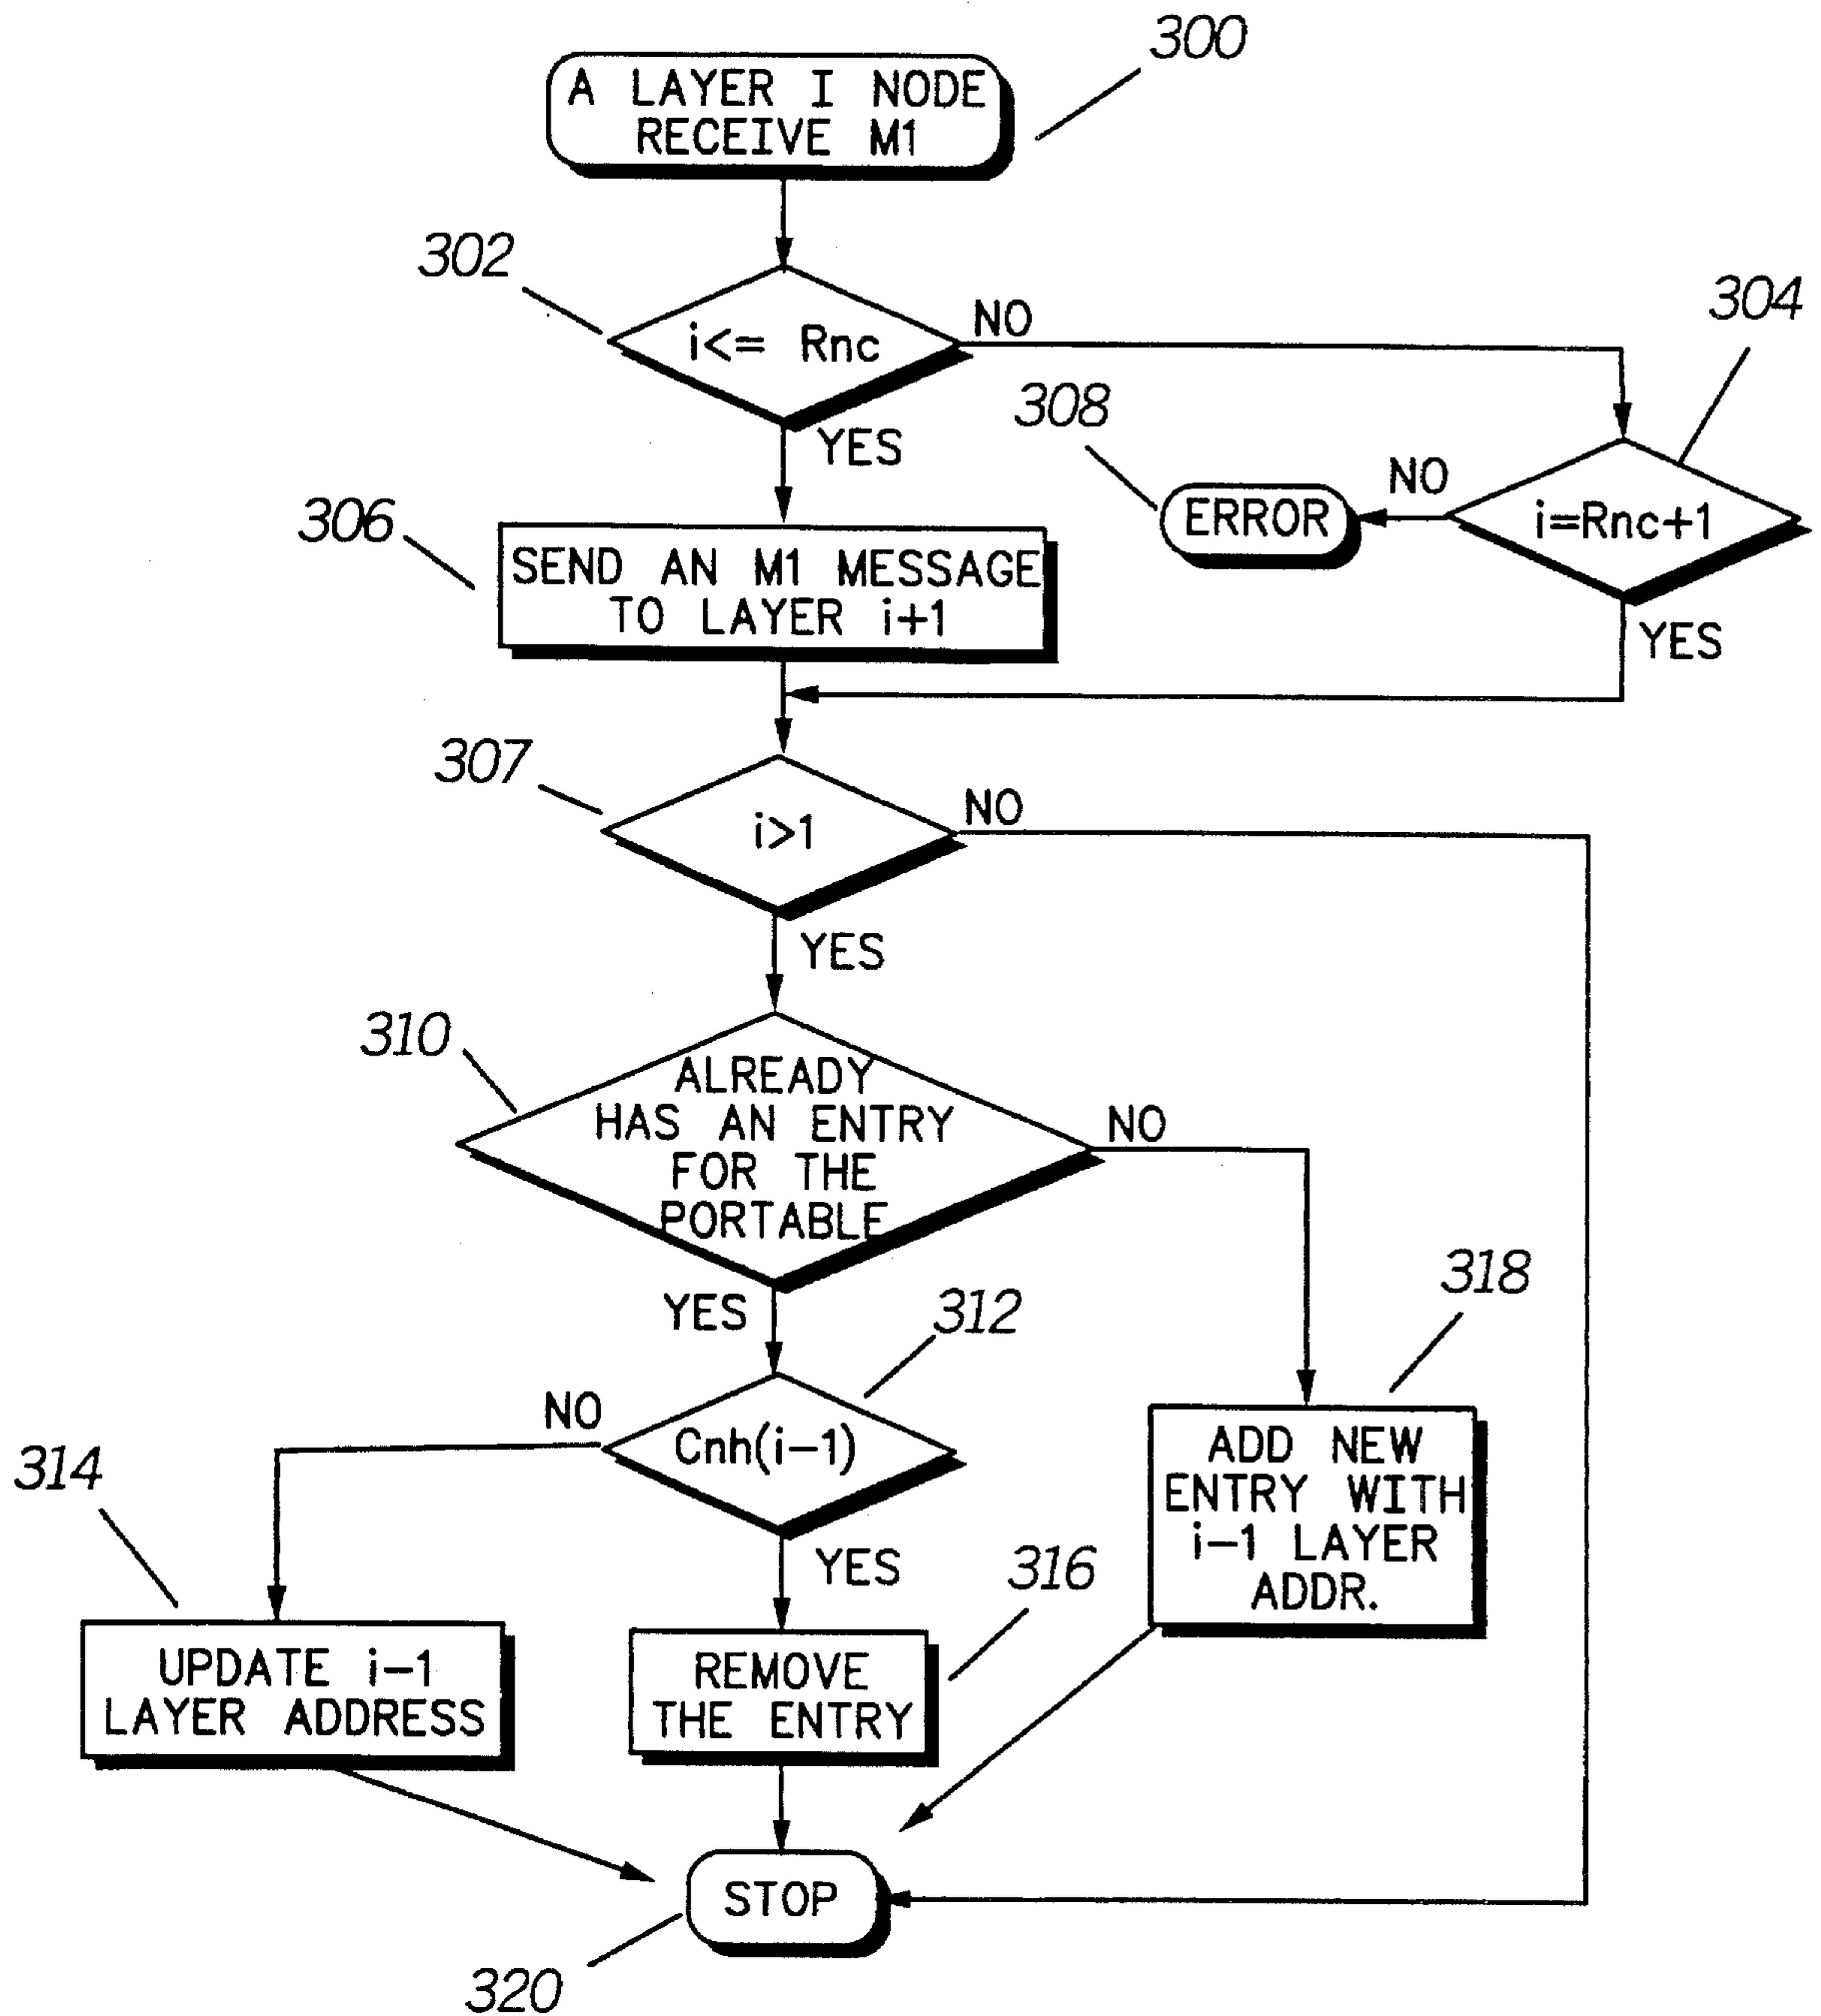 300
A LAYER I NODE
RECEIVE M1
302
i<= Rnc
NO
304
YES
308
ERROR
NO
i=Rnc+1
YES
306
SEND AN M1 MESSAGE
TO LAYER i+1
307
i>1
NO
YES
310
ALREADY
HAS AN ENTRY
FOR THE
PORTABLE
NO
YES
312
318
NO
Cnh(i-1)
YES
314
316
ADD NEW
ENTRY WITH
i-1 LAYER
ADDR.
UPDATE i-1
LAYER ADDRESS
REMOVE
THE ENTRY
STOP
320